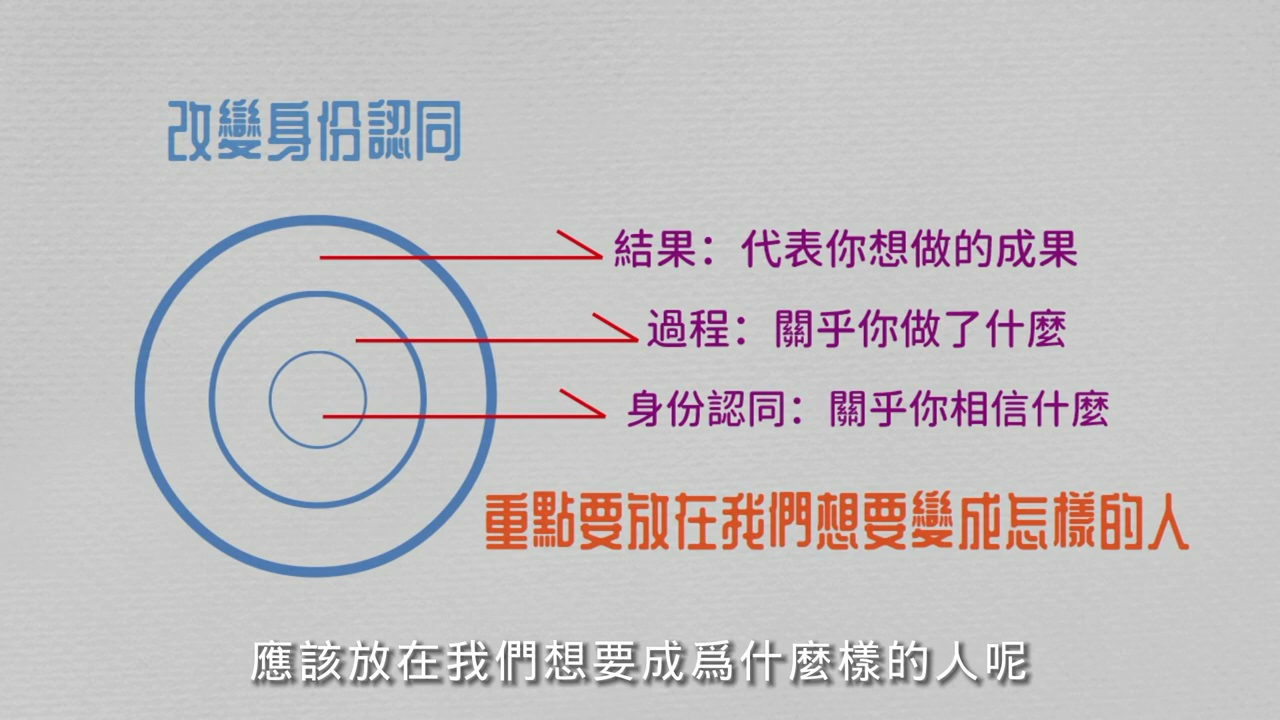 改變身份認同
結果：代表你想做的成果
過程：關乎你做了什麼
身份認同：關乎你相信什麼
重點要放在我們想要變成怎樣的人
應該放在我們想要成爲什麼樣的人呢